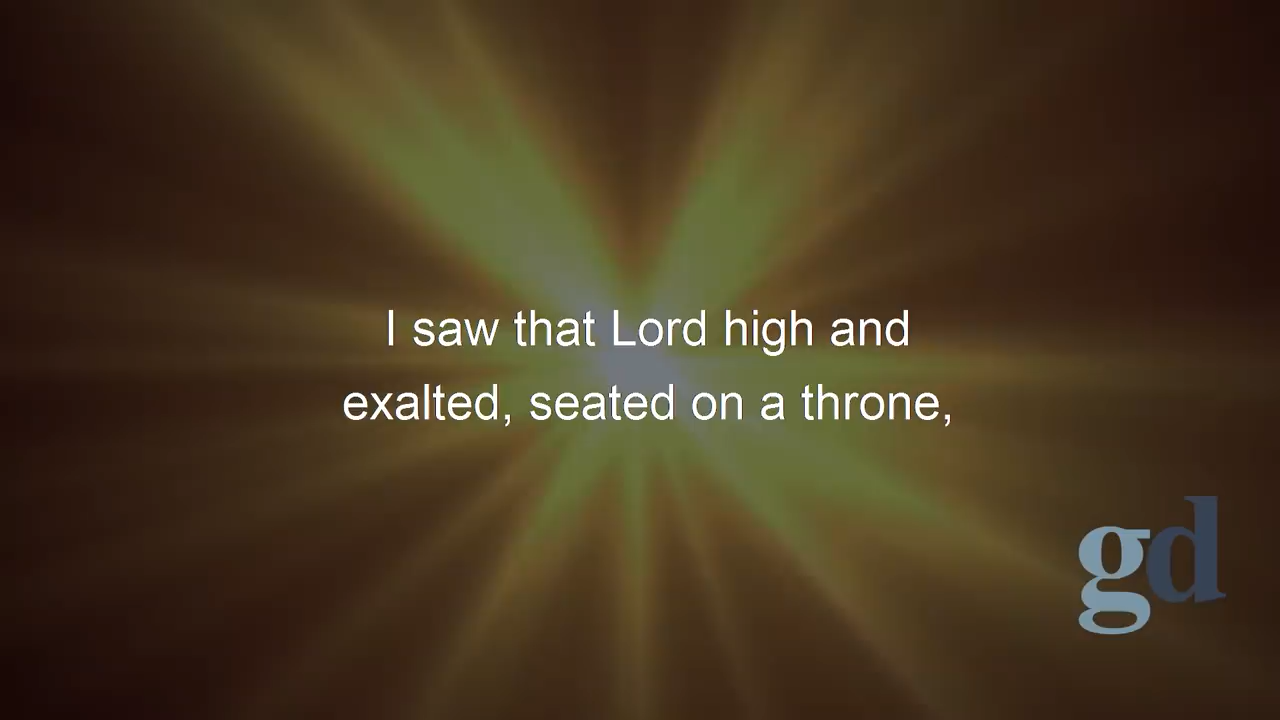 I saw that Lord high and
exalted, seated on a throne,
gd